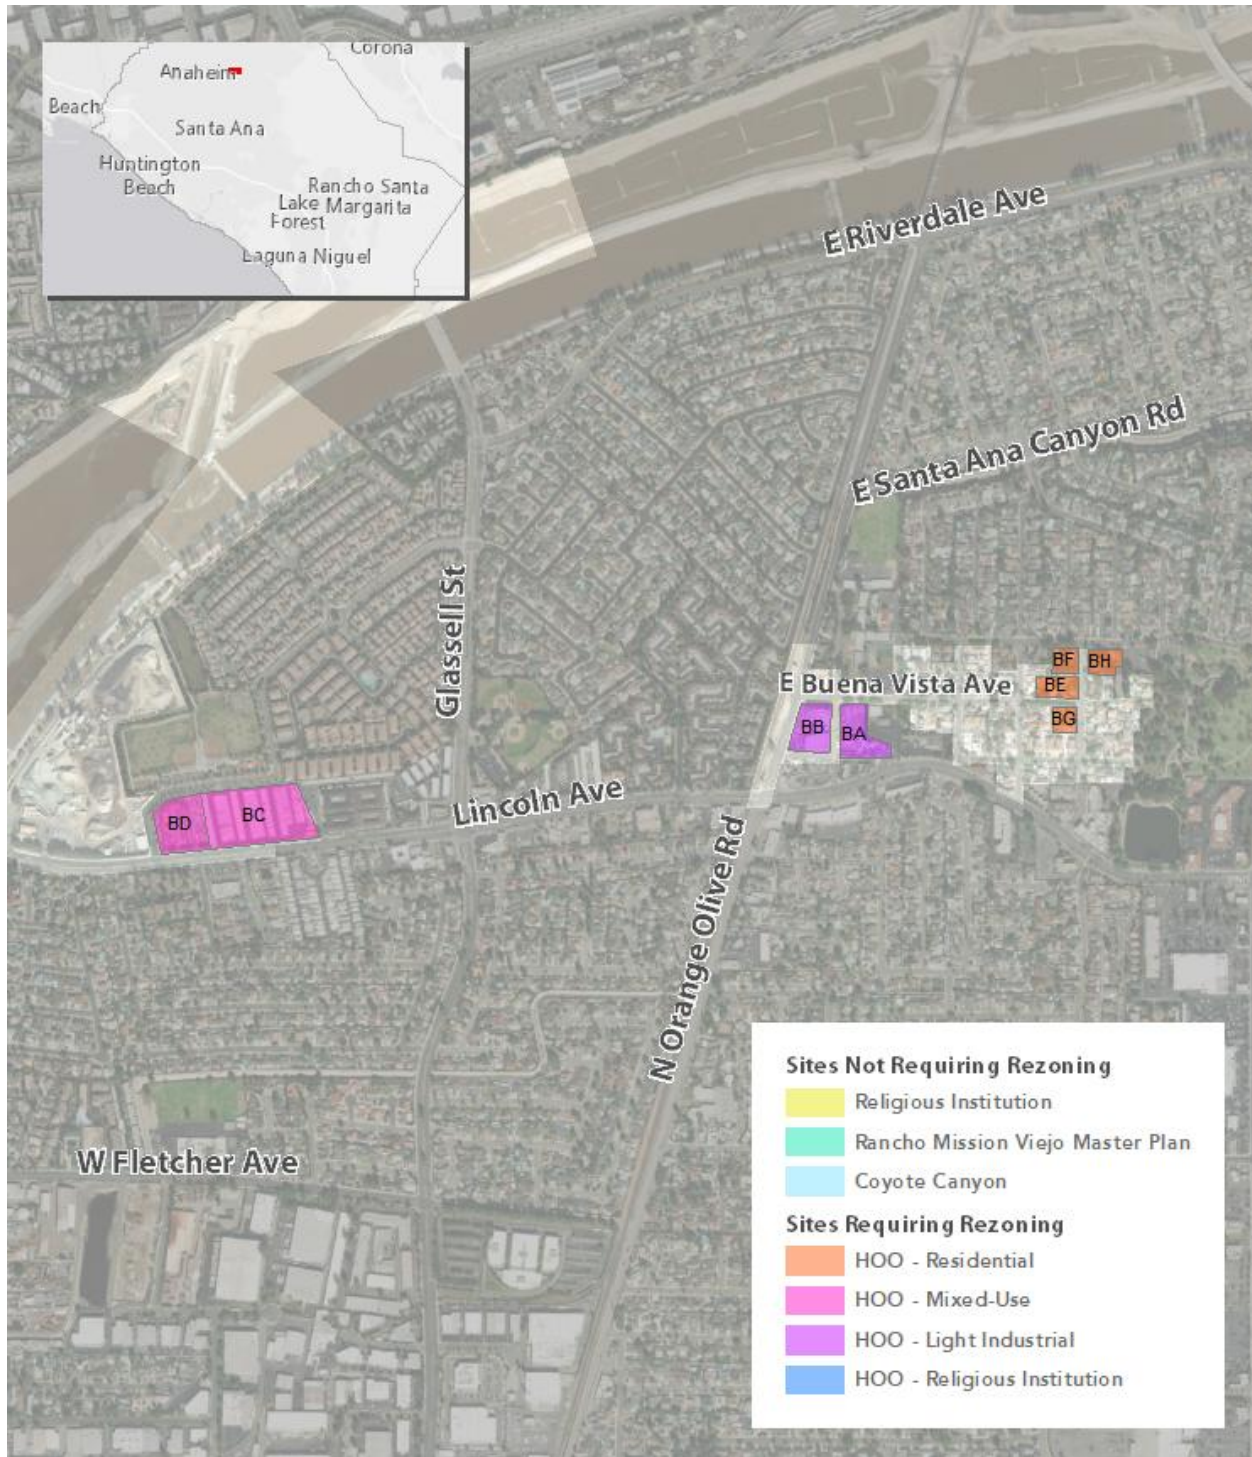 Corona
Anaheim
Beach
Santa Ana
Huntington
Beach
Rancho Santa
Lake Margarita
Forest
Laguna Niguel
E Riverdale Ave
E Santa Ana Canyon Rd
Glassell St
E Buena Vista Ave
BF
BH
BE
BG
BB
BA
Lincoln Ave
BD
BC
N Orange Olive Rd
W Fletcher Ave
Sites Not Requiring Rezoning
Religious Institution
Rancho Mission Viejo Master Plan
Coyote Canyon
Sites Requiring Rezoning
HOO - Residential
HOO - Mixed-Use
HOO - Light Industrial
HOO - Religious Institution